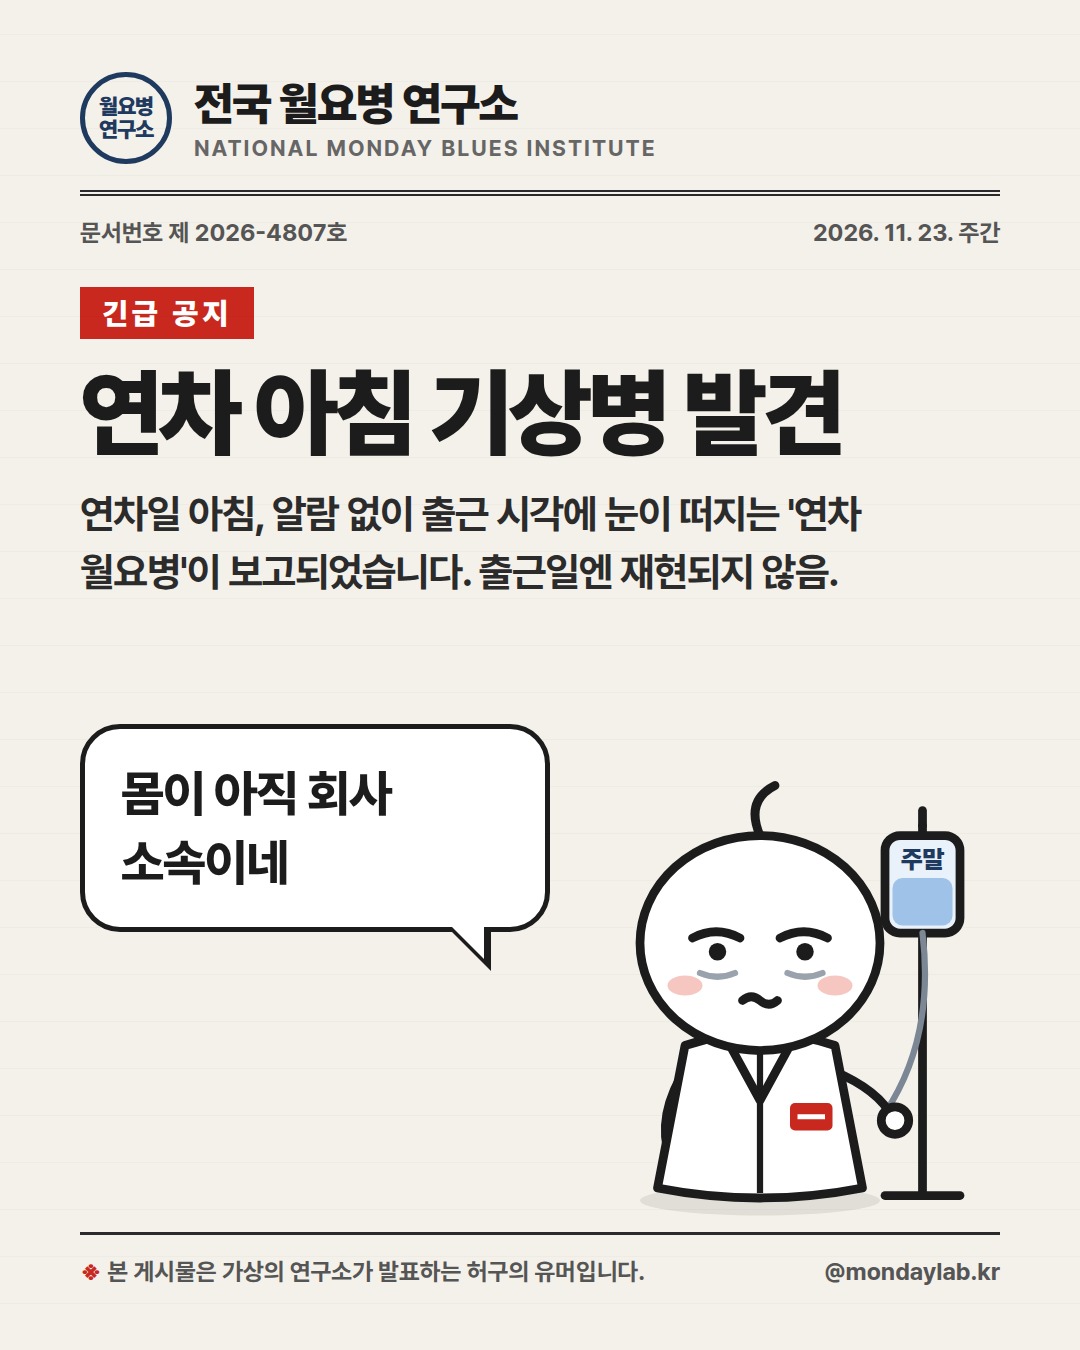 월요병
연구소
전국 월요병 연구소
NATIONAL MONDAY BLUES INSTITUTE
문서번호 제 2026-4807호
2026. 11. 23. 주간
긴급 공지
연차 아침 기상병 발견
연차일 아침, 알람 없이 출근 시각에 눈이 떠지는 '연차
월요병'이 보고되었습니다. 출근일엔 재현되지 않음.
몸이 아직 회사
소속이네
주말
※ 본 게시물은 가상의 연구소가 발표하는 허구의 유머입니다.
@mondaylab.kr